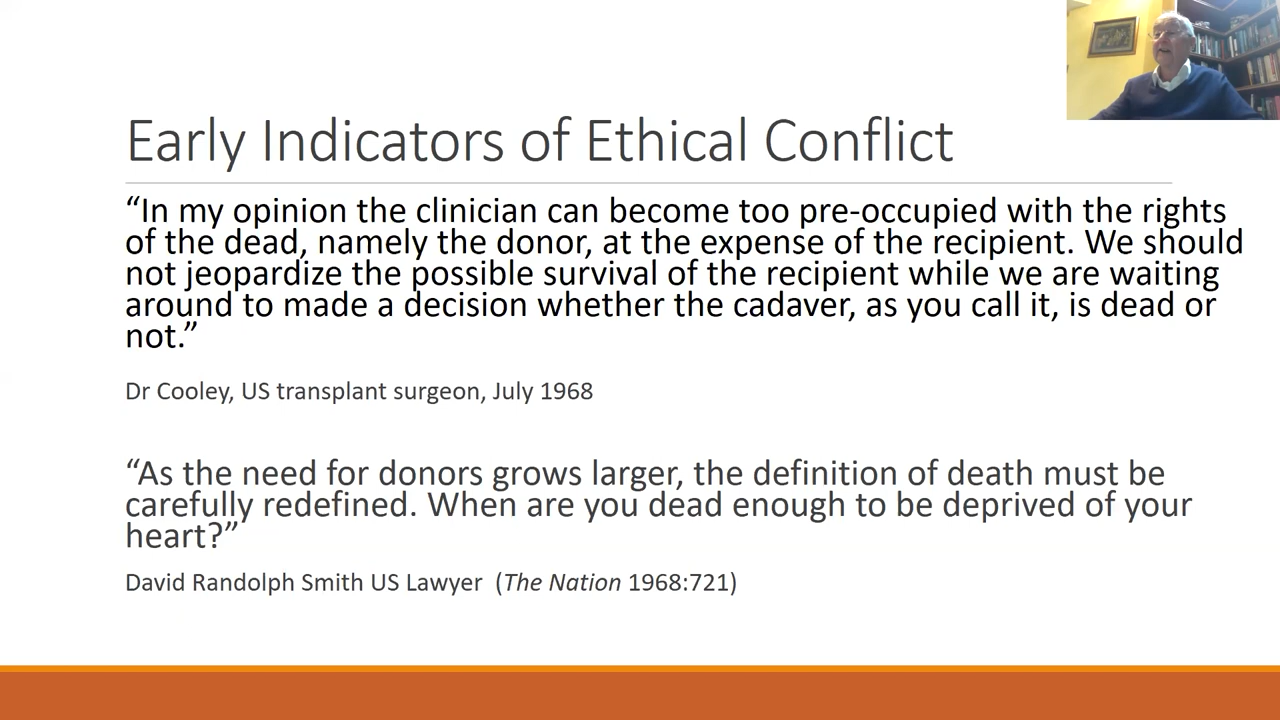 Early Indicators of Ethical Conflict
“In my opinion the clinician can become too pre-occupied with the rights
of the dead, namely the donor, at the expense of the recipient. We should
not jeopardize the possible survival of the recipient while we are waiting
around to made a decision whether the cadaver, as you call it, is dead or
not.”
Dr Cooley, US transplant surgeon, July 1968
“As the need for donors grows larger, the definition of death must be
carefully redefined. When are you dead enough to be deprived of your
heart?”
David Randolph Smith US Lawyer (The Nation 1968:721)